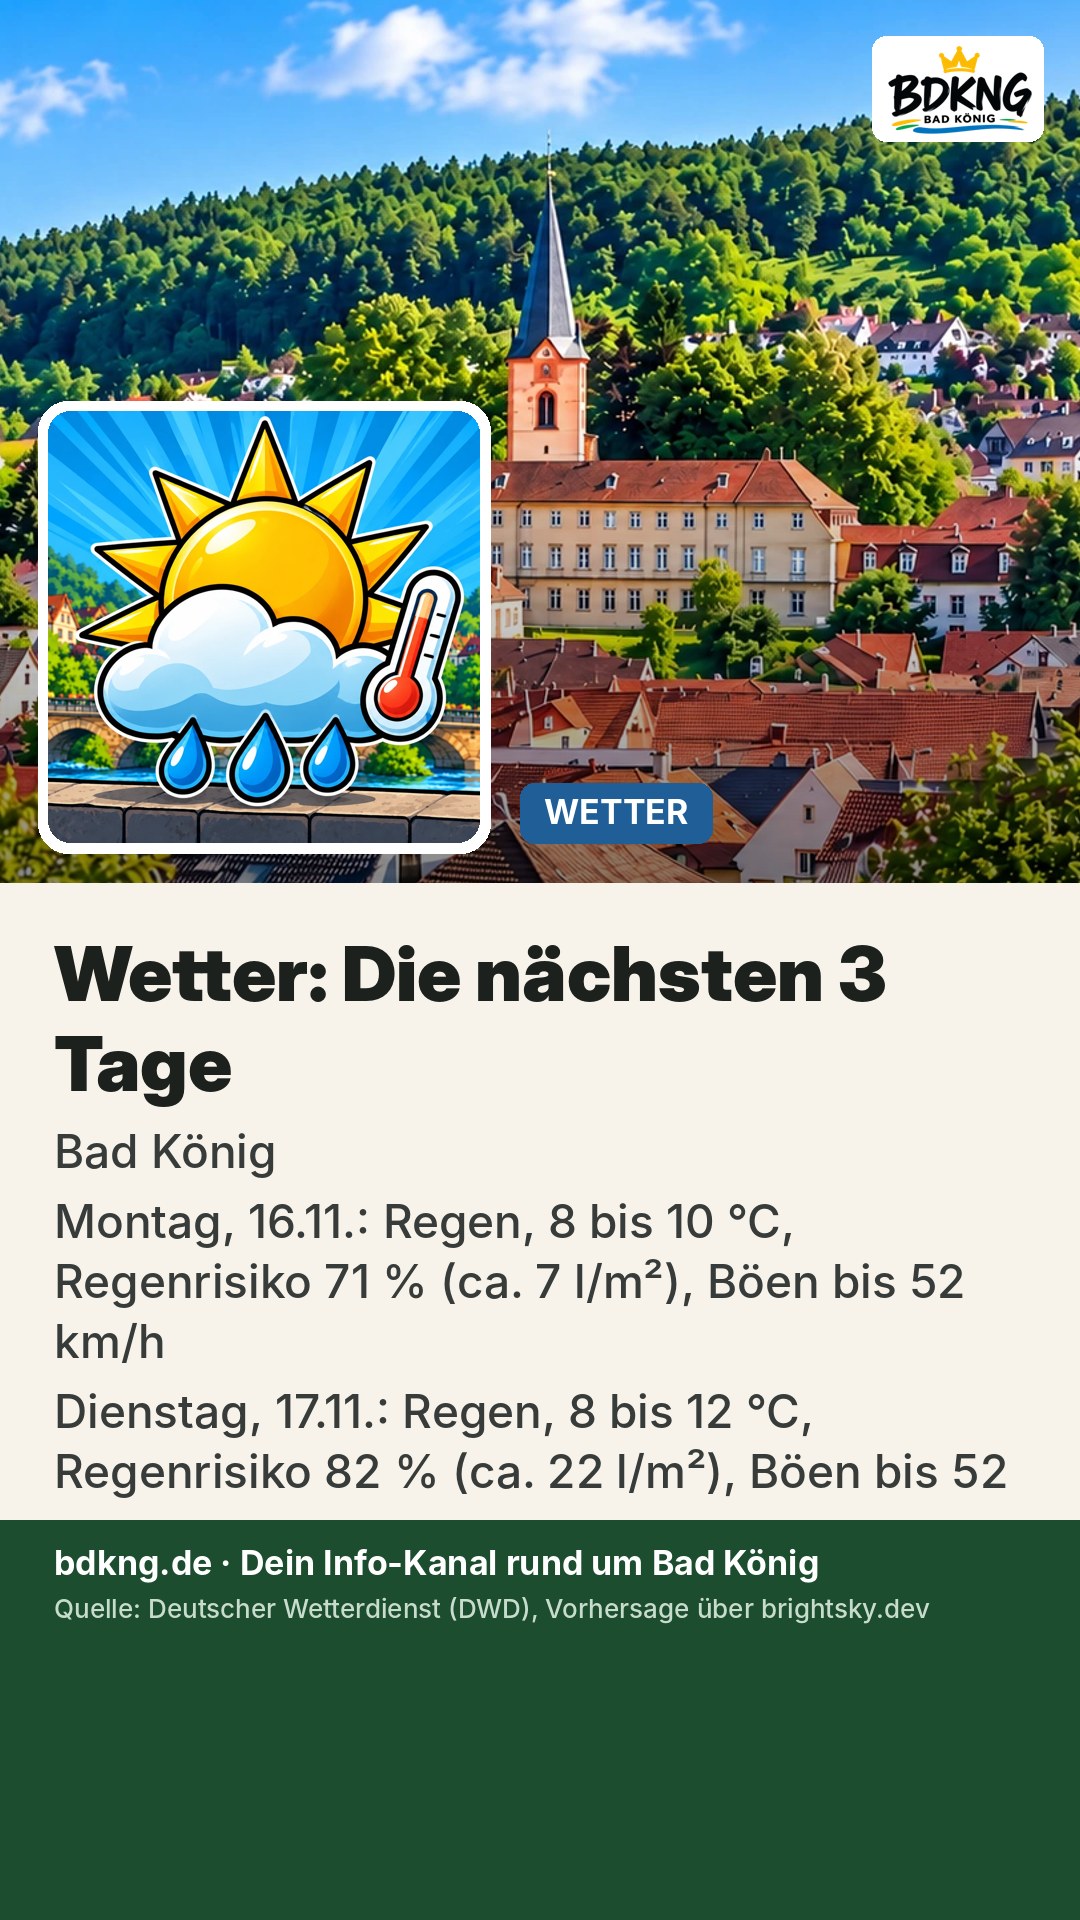 BDKNG
BAD KÖNIG
WETTER
Wetter: Die nächsten 3
Tage
Bad König
Montag, 16.11.: Regen, 8 bis 10 °C,
Regenrisiko 71 % (ca. 7 l/m²), Böen bis 52
km/h
Dienstag, 17.11.: Regen, 8 bis 12 °C,
Regenrisiko 82 % (ca. 22 l/m²), Böen bis 52
bdkng.de · Dein Info-Kanal rund um Bad König
Quelle: Deutscher Wetterdienst (DWD), Vorhersage über brightsky.dev